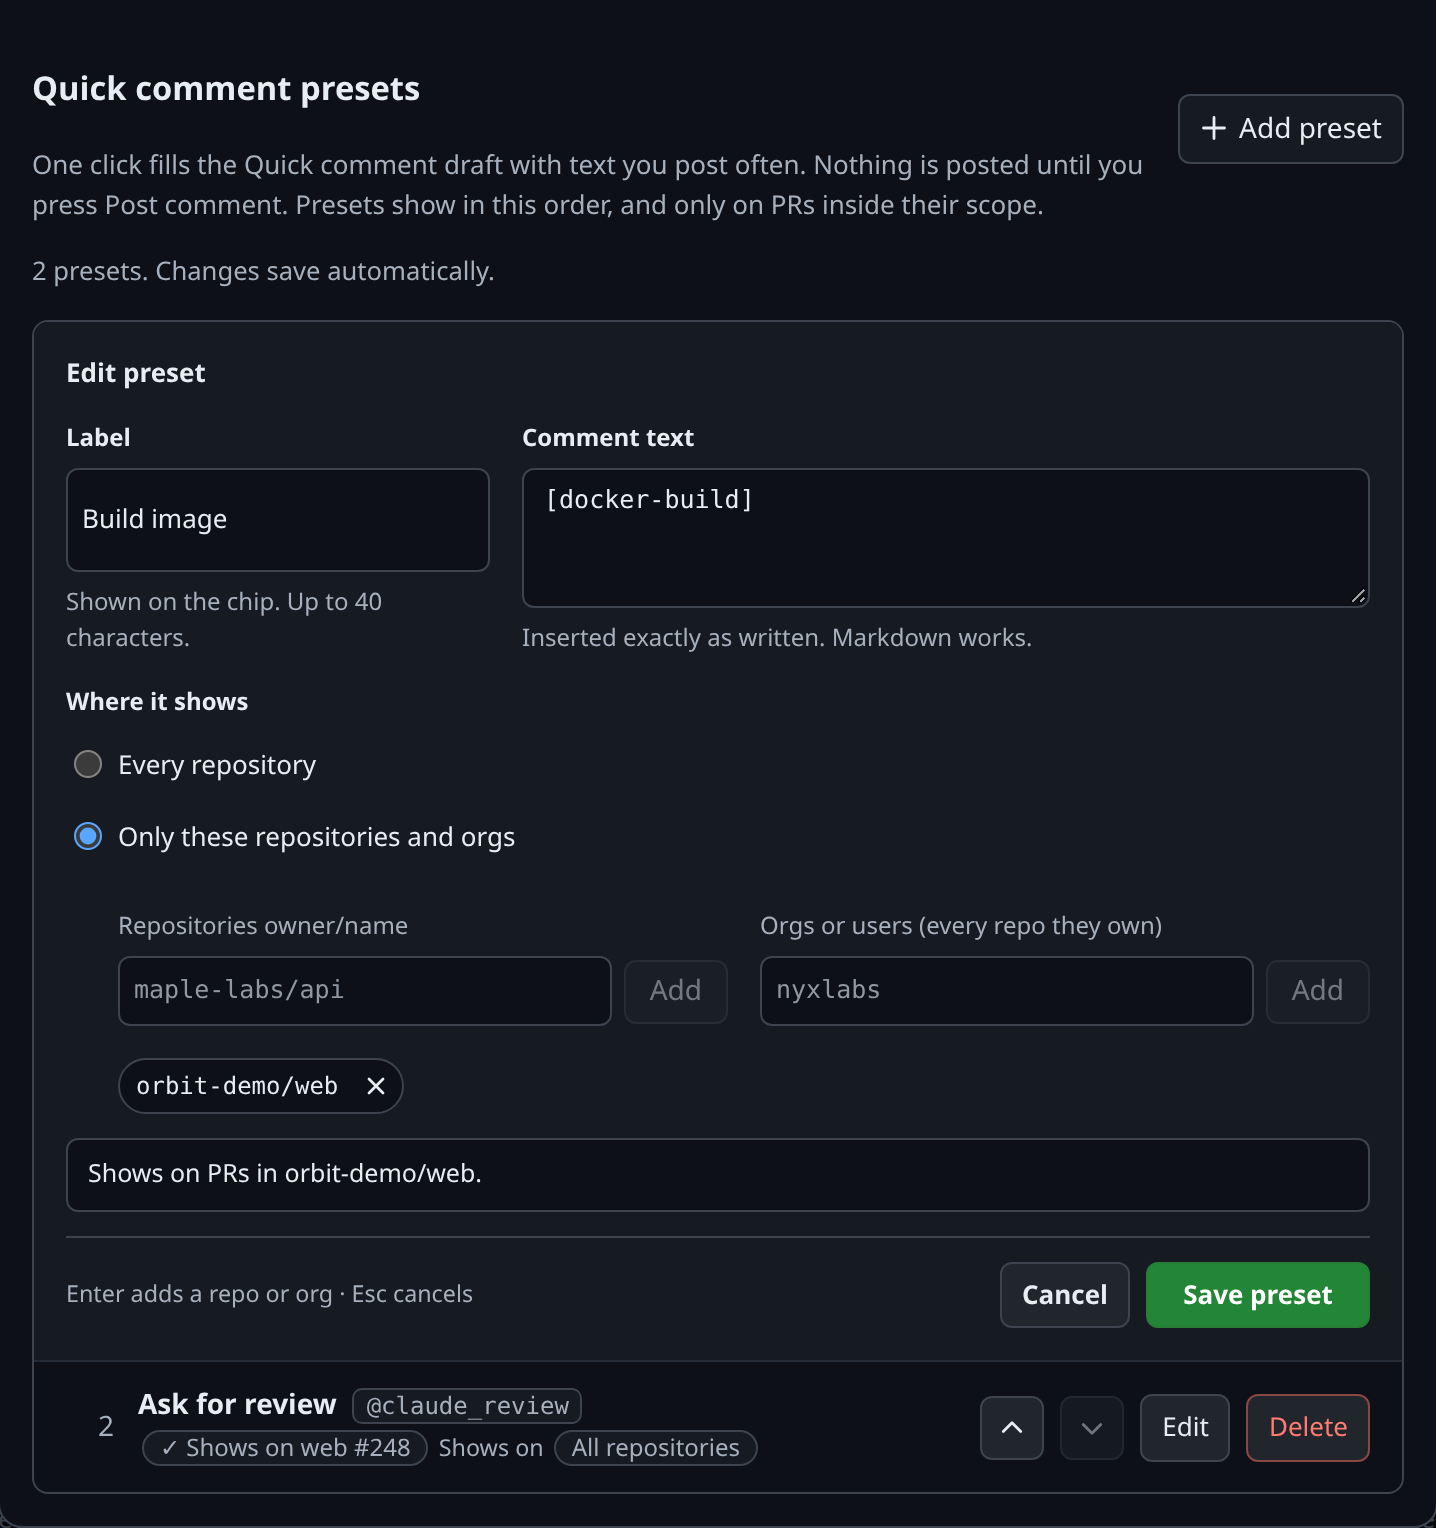 Quick comment presets
+ Add preset
One click fills the Quick comment draft with text you post often. Nothing is posted until you
press Post comment. Presets show in this order, and only on PRs inside their scope.
2 presets. Changes save automatically.
Edit preset
Label
Comment text
Build image
[docker-build]
Shown on the chip. Up to 40
characters.
Inserted exactly as written. Markdown works.
Where it shows
Every repository
Only these repositories and orgs
Repositories owner/name
Orgs or users (every repo they own)
maple-labs/api
Add
nyxlabs
Add
orbit-demo/web ×
Shows on PRs in orbit-demo/web.
Enter adds a repo or org · Esc cancels
Cancel
Save preset
2
Ask for review @claude_review
✓ Shows on web #248 Shows on All repositories
Edit
Delete